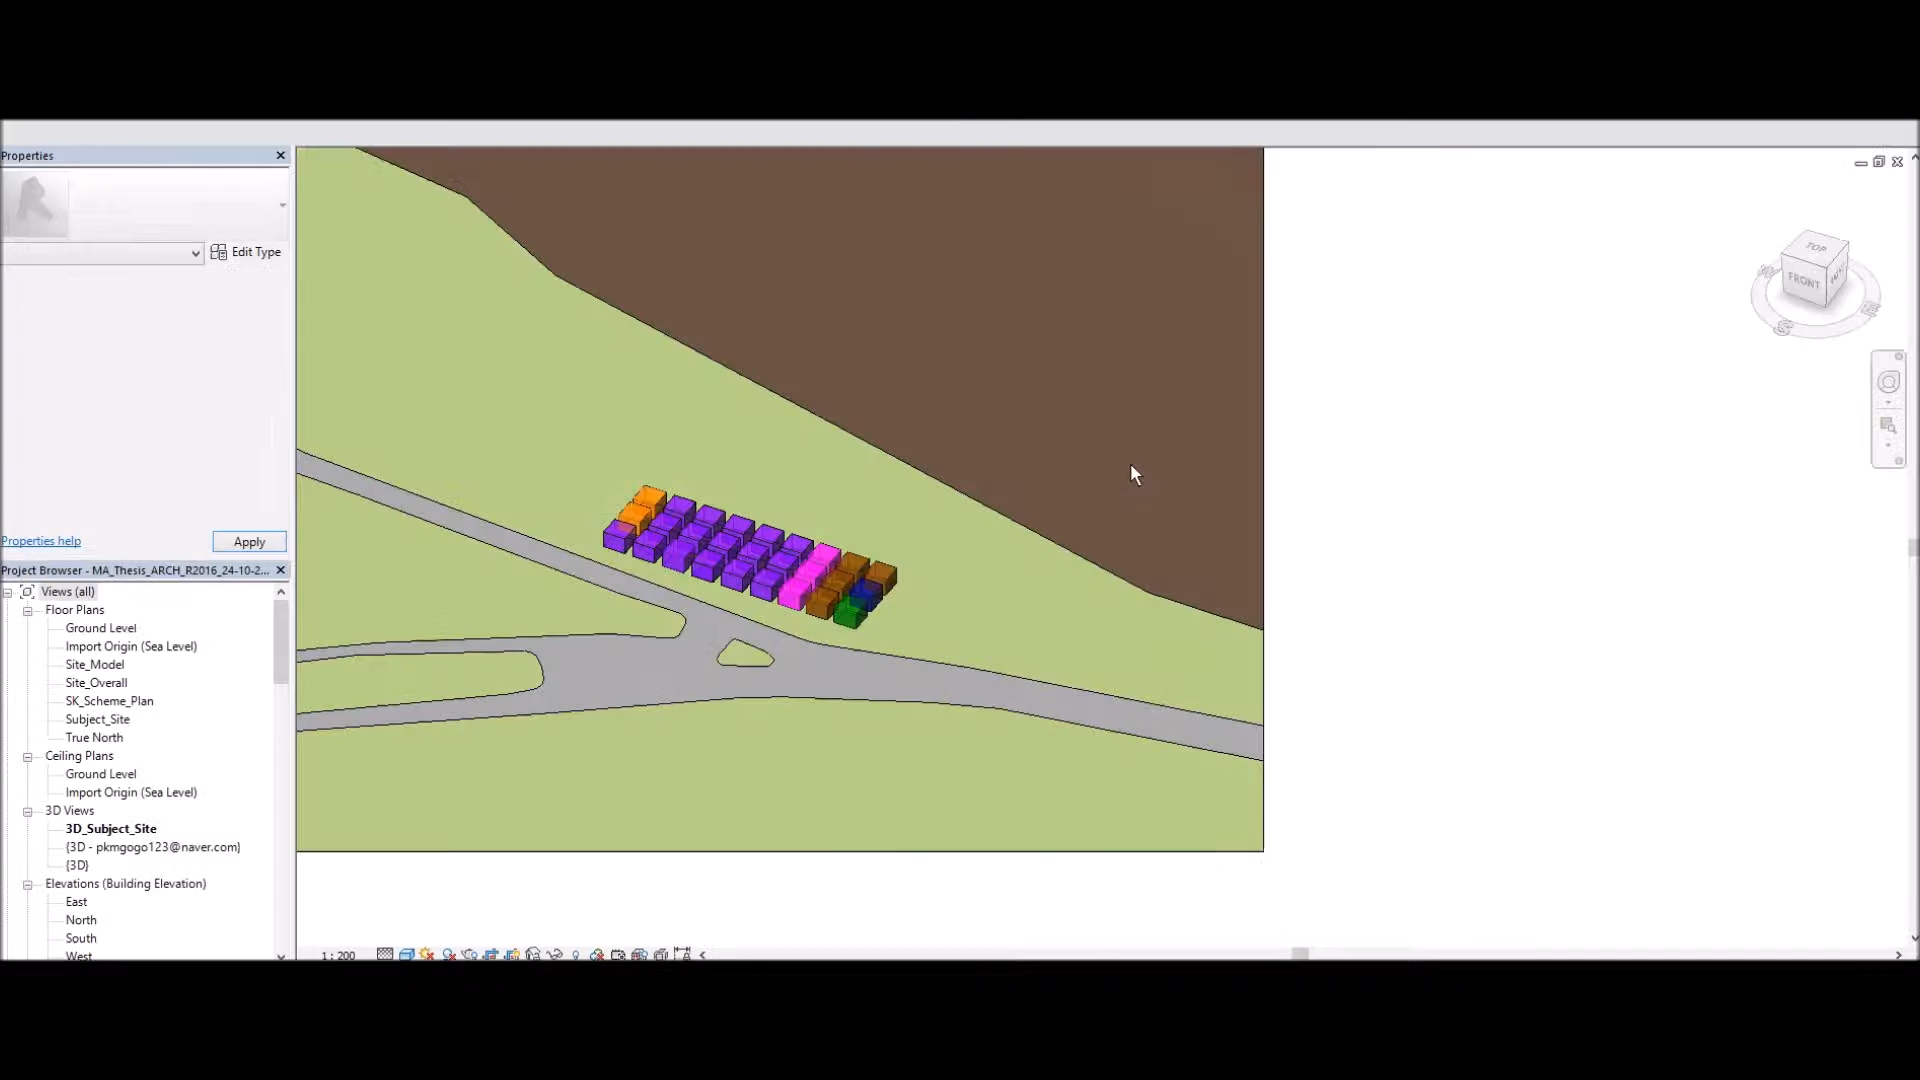 Properties
Edit Type
Properties help
Apply
Project Browser - MA_Thesis_ARCH_R2016_24-10-2...
Views (all)
Floor Plans
Ground Level
Import Origin (Sea Level)
Site_Model
Site_Overall
SK_Scheme_Plan
Subject_Site
True North
Ceiling Plans
Ground Level
Import Origin (Sea Level)
3D Views
3D_Subject_Site
{3D - pkmgogo123@naver.com}
{3D}
Elevations (Building Elevation)
East
North
South
West
1 : 200
TOP
FRONT
W
S
E